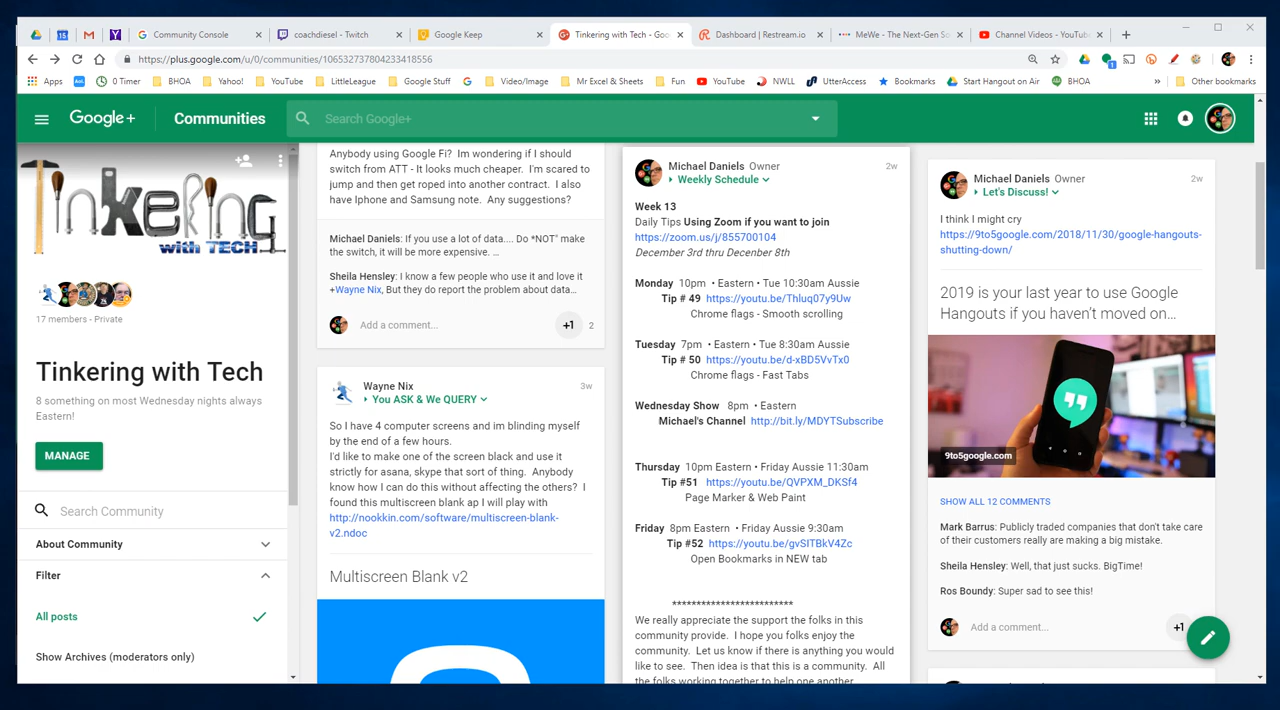 15
Community Console
coachdiesel - Twitch
Google Keep
Tinkering with Tech - Goo
Dashboard | Restream.io
MeWe - The Next-Gen So
Channel Videos - YouTub
https://plus.google.com/u/0/communities/106532737804233418556
1
Apps
0 Timer
BHOA
Yahoo!
YouTube
LittleLeague
Google Stuff
Video/Image
Mr Excel & Sheets
Fun
YouTube
NWLL
UtterAccess
Bookmarks
Start Hangout on Air
BHOA
»
Other bookmarks
Google+
Communities
Search Google+
TinKeRing
with TECH
17 members - Private
Tinkering with Tech
8 something on most Wednesday nights always
Eastern!
MANAGE
Search Community
About Community
Filter
All posts
Show Archives (moderators only)
Anybody using Google Fi? Im wondering if I should
switch from ATT - It looks much cheaper. I'm scared to
jump and then get roped into another contract. I also
have Iphone and Samsung note. Any suggestions?
Michael Daniels: If you use a lot of data.... Do *NOT* make
the switch, it will be more expensive. ...
Sheila Hensley: I know a few people who use it and love it
+Wayne Nix, But they do report the problem about data...
Add a comment...
+1
2
Wayne Nix
3w
You ASK & We QUERY
So I have 4 computer screens and im blinding myself
by the end of a few hours.
I'd like to make one of the screen black and use it
strictly for asana, skype that sort of thing. Anybody
know how I can do this without affecting the others? I
found this multiscreen blank ap I will play with
http://nookkin.com/software/multiscreen-blank-
v2.ndoc
Multiscreen Blank v2
Michael Daniels Owner
2w
Weekly Schedule
Week 13
Daily Tips Using Zoom if you want to join
https://zoom.us/j/855700104
December 3rd thru Decenber 8th
Monday 10pm • Eastern • Tue 10:30am Aussie
Tip # 49 https://youtu.be/Thluq07y9Uw
Chrome flags - Smooth scrolling
Tuesday 7pm • Eastern • Tue 8:30am Aussie
Tip # 50 https://youtu.be/d-xBD5VvTx0
Chrome flags - Fast Tabs
Wednesday Show 8pm • Eastern
Michael's Channel http://bit.ly/MDYTSubscribe
Thursday 10pm Eastern • Friday Aussie 11:30am
Tip #51 https://youtu.be/QVPXM_DKSf4
Page Marker & Web Paint
Friday 8pm Eastern • Friday Aussie 9:30am
Tip #52 https://youtu.be/gvSITBkV4Zc
Open Bookmarks in NEW tab
*************************
We really appreciate the support the folks in this
community provide. I hope you folks enjoy the
community. Let us know if there is anything you would
like to see. Then idea is that this is a community. All
the folks working together to help one another
Michael Daniels Owner
2w
Let's Discuss!
I think I might cry
https://9to5google.com/2018/11/30/google-hangouts-
shutting-down/
2019 is your last year to use Google
Hangouts if you haven't moved on...
9to5google.com
SHOW ALL 12 COMMENTS
Mark Barrus: Publicly traded companies that don't take care
of their customers really are making a big mistake.
Sheila Hensley: Well, that just sucks. BigTime!
Ros Boundy: Super sad to see this!
Add a comment...
+1